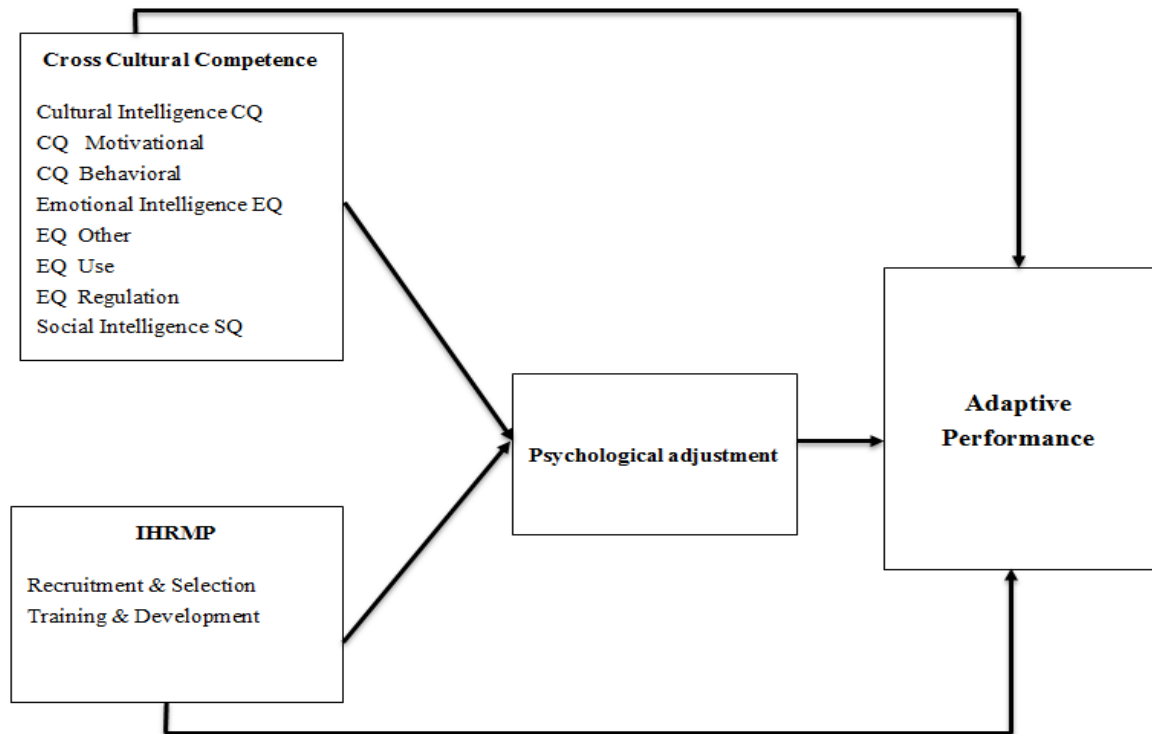 Cross Cultural Competence
Cultural Intelligence CQ
CQ Motivational
CQ Behavioral
Emotional Intelligence EQ
EQ Other
EQ Use
EQ Regulation
Social Intelligence SQ
Adaptive
Performance
Psychological adjustment
IHRMP
Recruitment & Selection
Training & Development